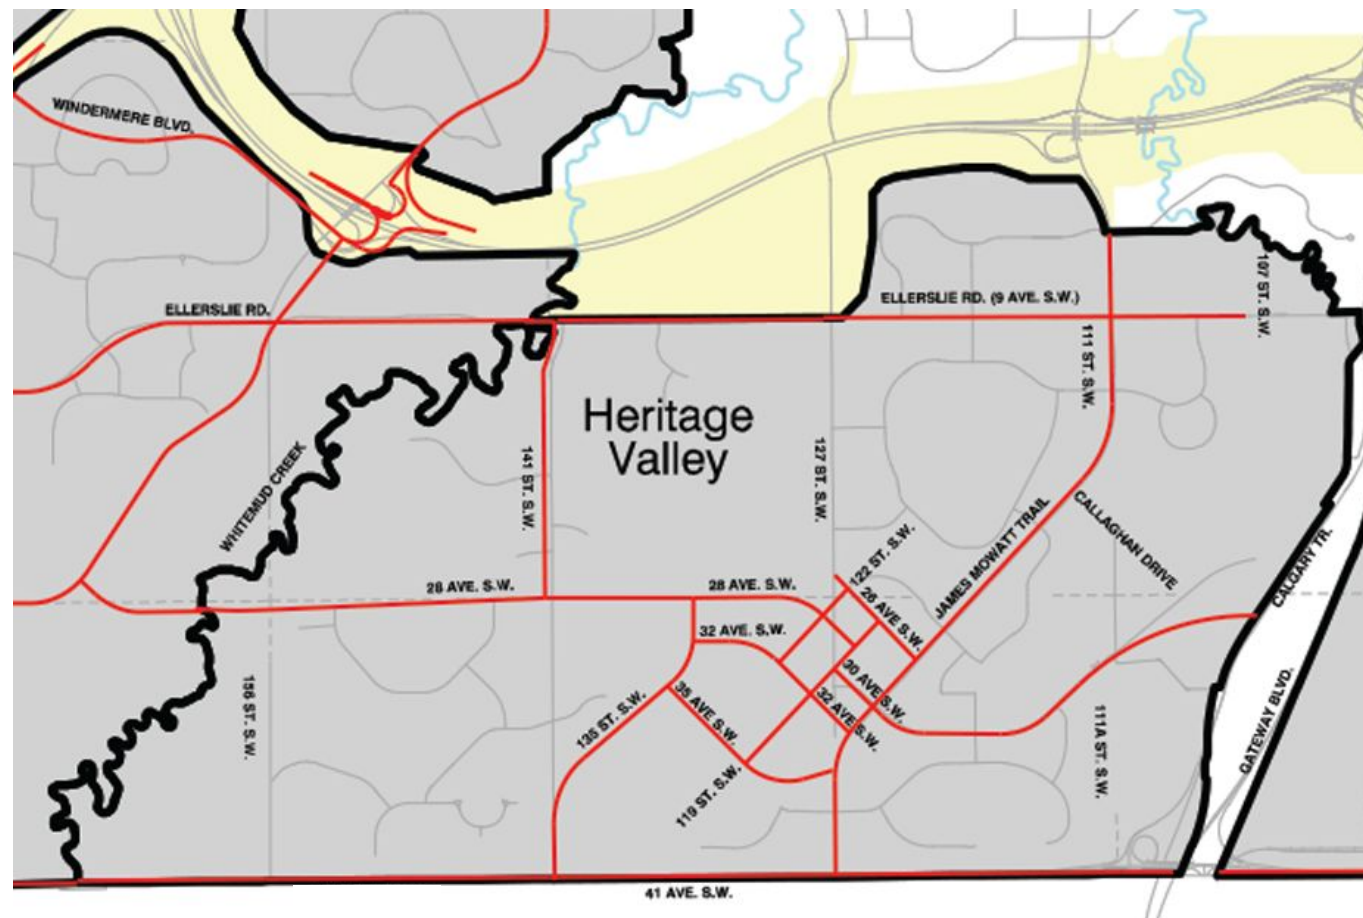 WINDERMERE BLVD.
ELLERSLIE RD.
ELLERSLIE RD. (9 AVE. S.W.)
107 ST. S.W.
111 ST. S.W.
Heritage
Valley
WHITEMUD CREEK
141 ST. S.W.
127 ST. S.W.
CALLAGHAN DRIVE
JAMES MOWATT TRAIL
CALGARY TR.
122 ST. S.W.
28 AVE. S.W.
28 AVE. S.W.
26 AVE. S.W.
32 AVE. S.W.
30 AVE. S.W.
156 ST. S.W.
135 ST. S.W.
35 AVE S.W.
32 AVE. S.W.
111A ST. S.W.
GATEWAY BLVD.
119 ST. S.W.
41 AVE. S.W.